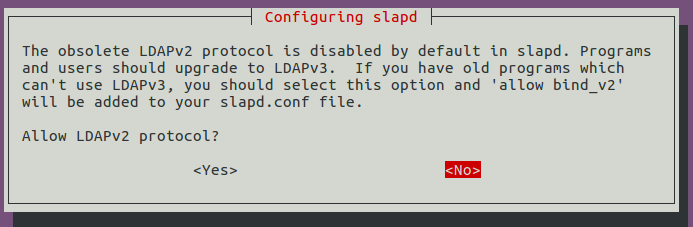 Configuring slapd
The obsolete LDAPv2 protocol is disabled by default in slapd. Programs
and users should upgrade to LDAPv3.  If you have old programs which
can't use LDAPv3, you should select this option and 'allow bind_v2'
will be added to your slapd.conf file.
Allow LDAPv2 protocol?
<Yes> <No>